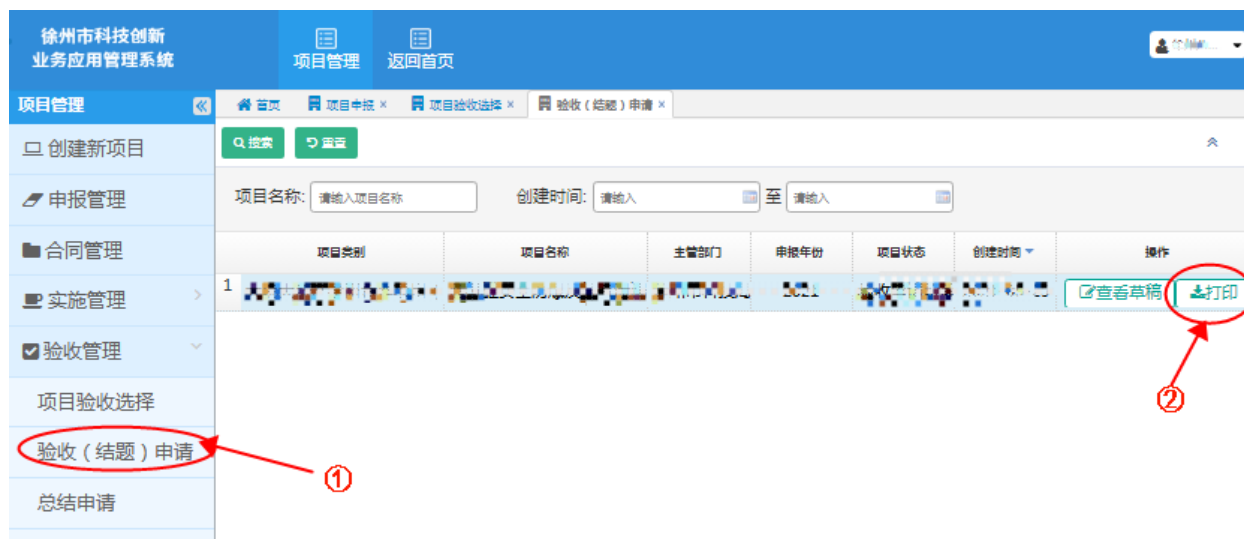 徐州市科技创新
业务应用管理系统
项目管理
返回首页
项目管理
首页 项目申报 × 项目验收选择 × 验收（结题）申请 ×
创建新项目
搜索 重置
申报管理
项目名称: 请输入项目名称 创建时间: 请输入 至 请输入
合同管理
项目类别 项目名称 主管部门 申报年份 项目状态 创建时间 操作
实施管理
1 查看草稿 打印
验收管理
②
项目验收选择
验收（结题）申请
①
总结申请